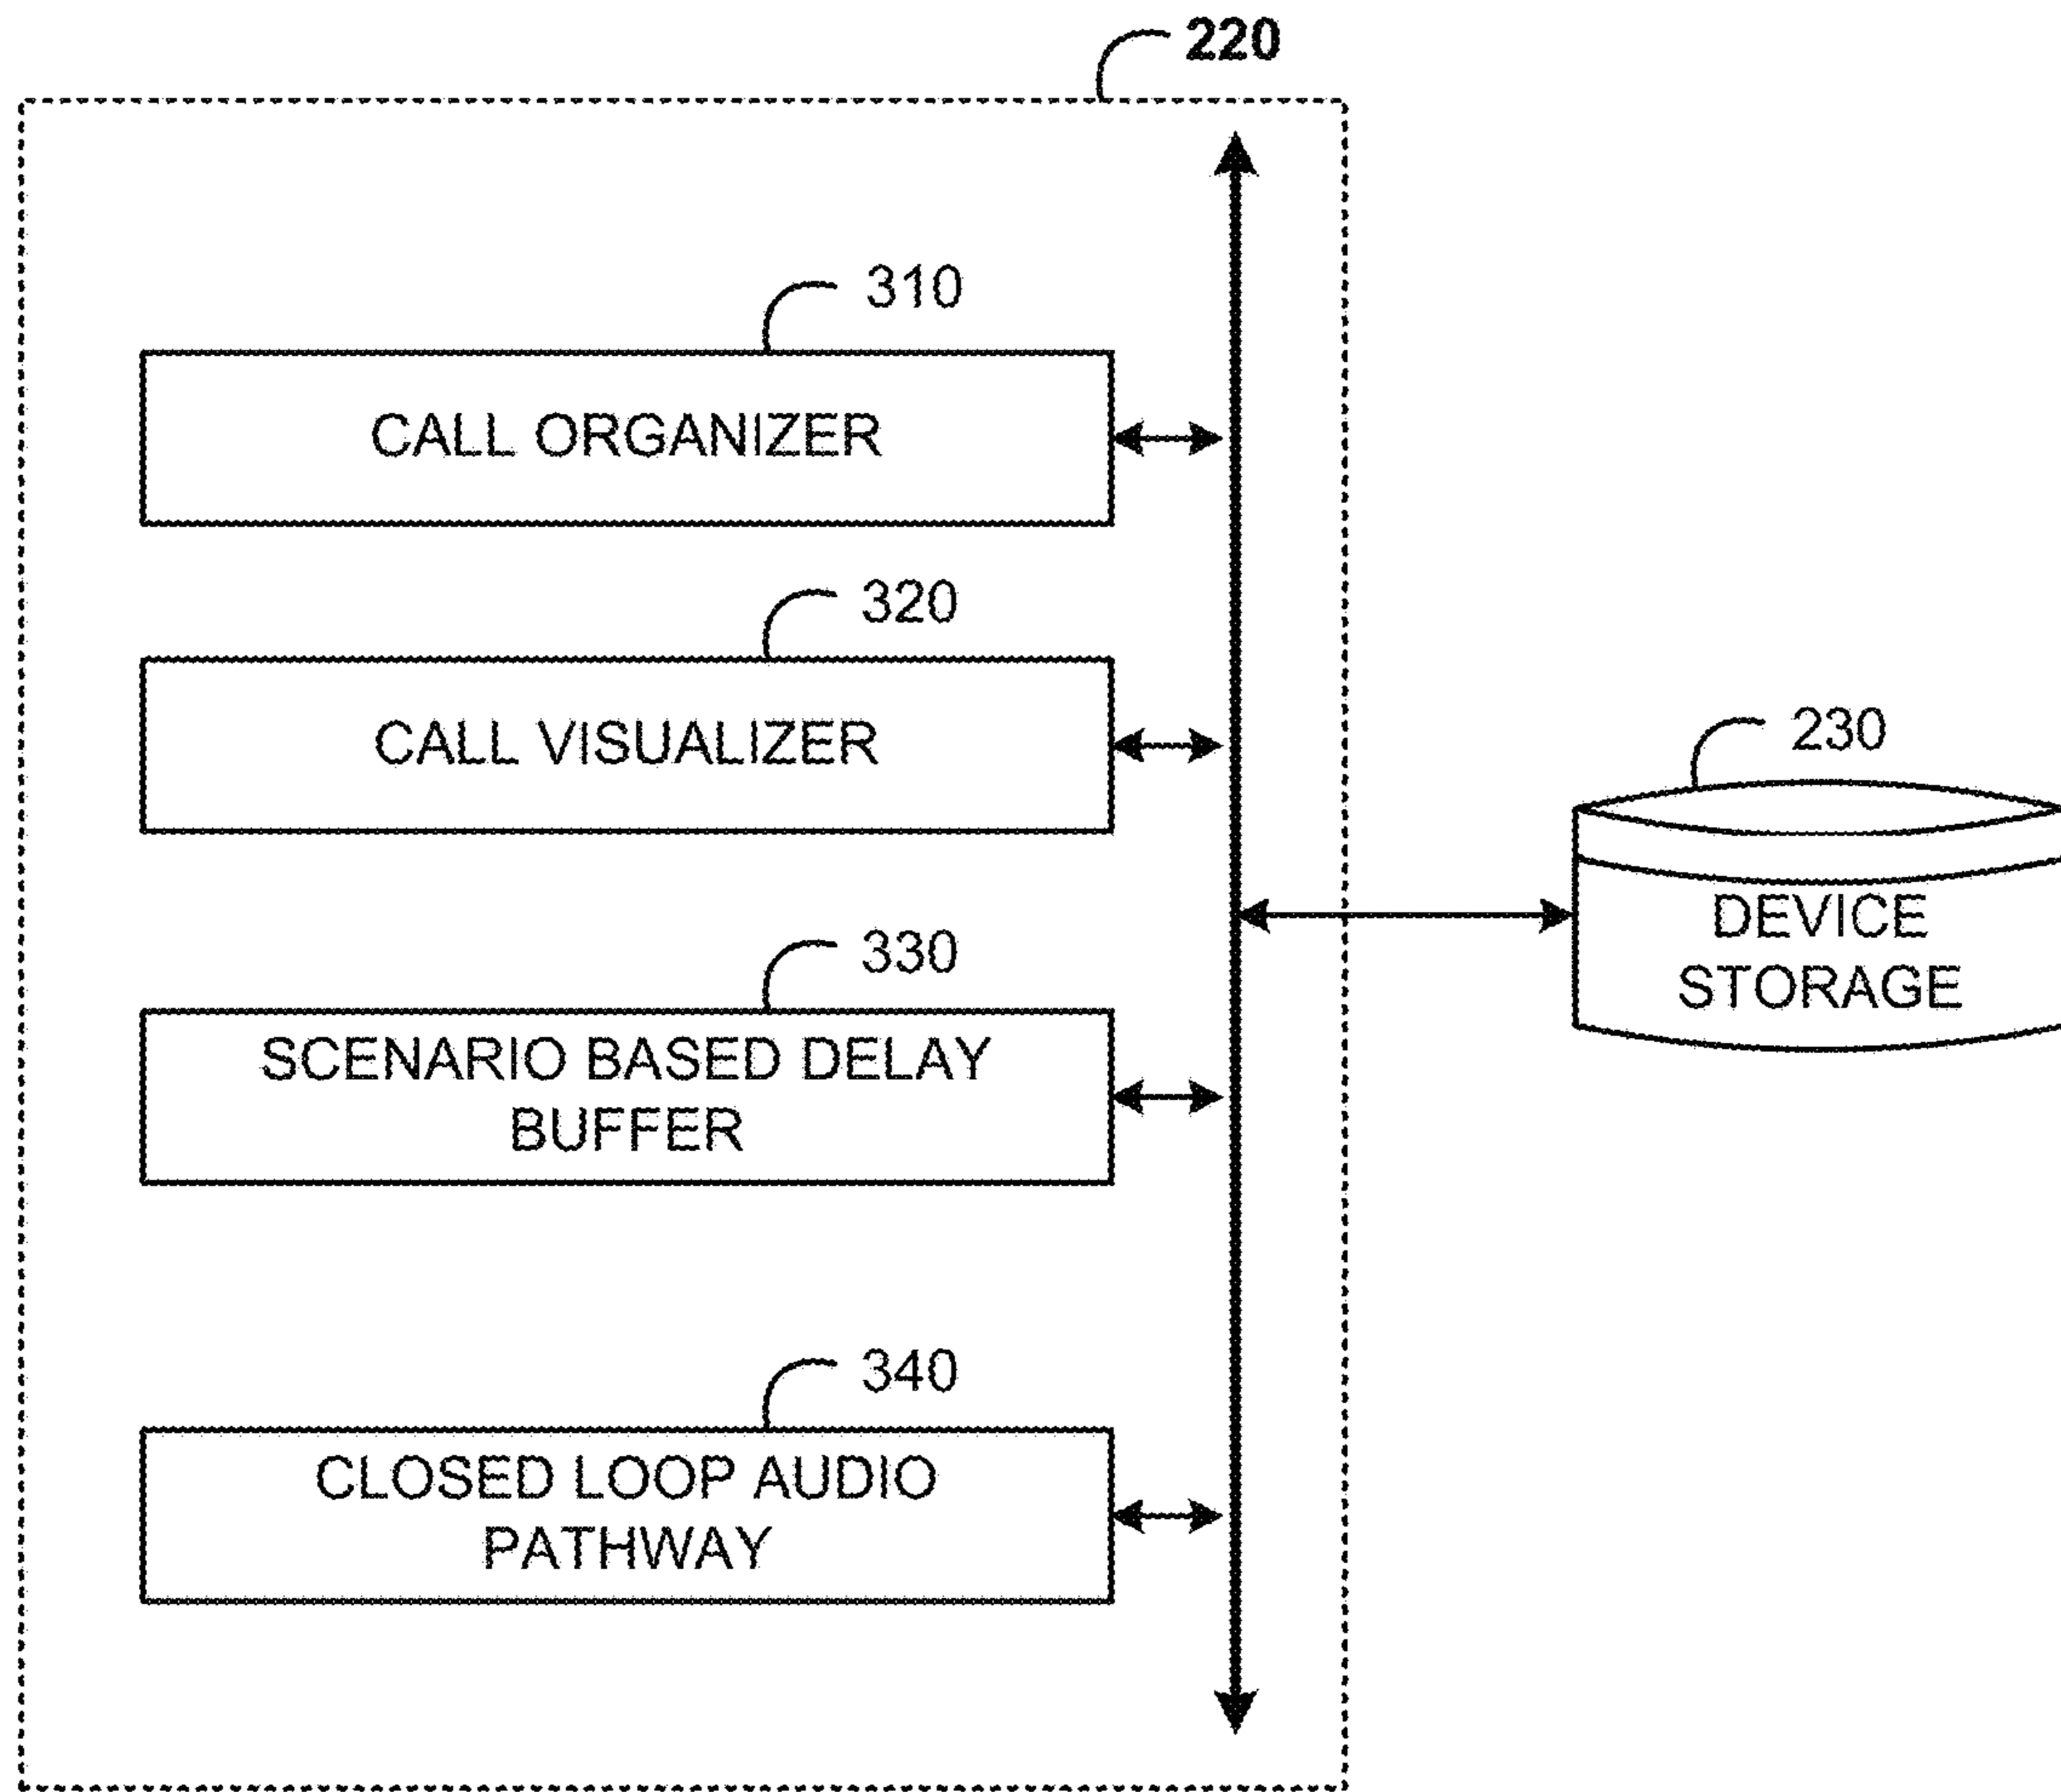 220
310
CALL ORGANIZER
320
CALL VISUALIZER
230
DEVICE
STORAGE
330
SCENARIO BASED DELAY
BUFFER
340
CLOSED LOOP AUDIO
PATHWAY